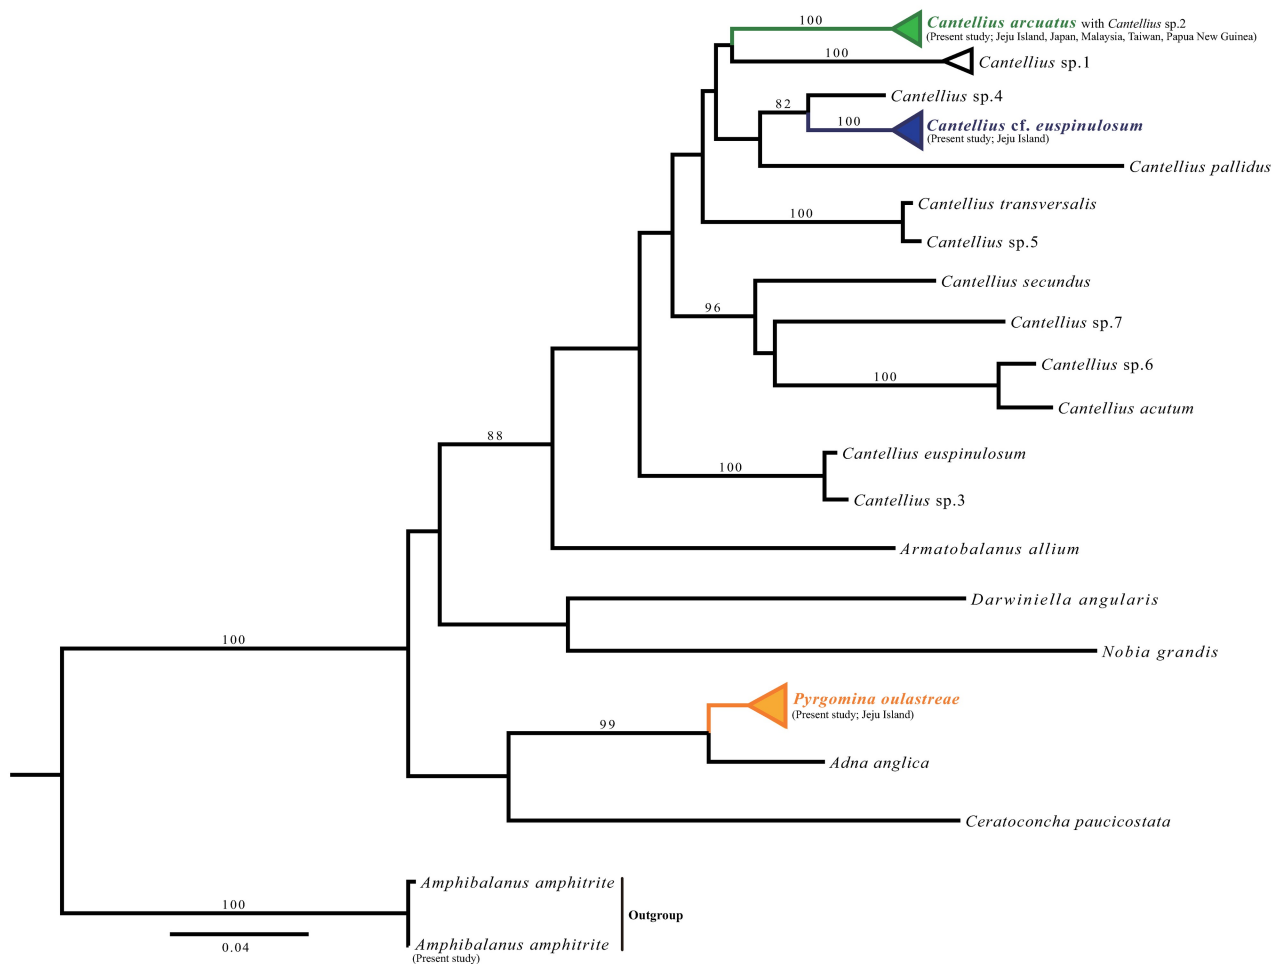 100
Cantellius arcuatus with Cantellius sp.2
(Present study; Jeju Island, Japan, Malaysia, Taiwan, Papua New Guinea)
100
Cantellius sp.1
Cantellius sp.4
82
100
Cantellius cf. euspinulosum
(Present study; Jeju Island)
Cantellius pallidus
Cantellius transversalis
100
Cantellius sp.5
Cantellius secundus
96
Cantellius sp.7
Cantellius sp.6
100
Cantellius acutum
88
Cantellius euspinulosum
100
Cantellius sp.3
Armatobalanus allium
Darwiniella angularis
100
Nobia grandis
Pyrgomina oulastreae
(Present study; Jeju Island)
99
Adna anglica
Ceratoconcha paucicostata
Amphibalanus amphitrite
100
Outgroup
0.04
Amphibalanus amphitrite
(Present study)